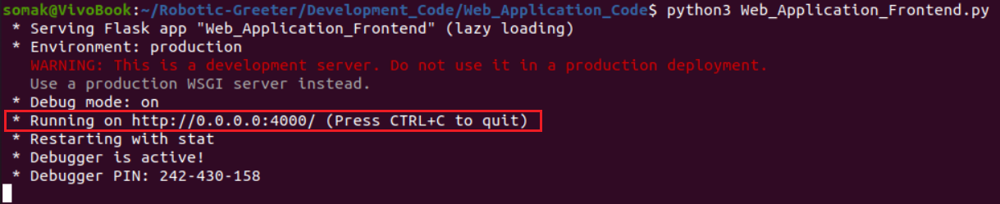 somak@VivoBook:~/Robotic-Greeter/Development_Code/Web_Application_Code$ python3 Web_Application_Frontend.py
* Serving Flask app "Web_Application_Frontend" (lazy loading)
* Environment: production
WARNING: This is a development server. Do not use it in a production deployment.
Use a production WSGI server instead.
* Debug mode: on
* Running on http://0.0.0.0:4000/ (Press CTRL+C to quit)
* Restarting with stat
* Debugger is active!
* Debugger PIN: 242-430-158